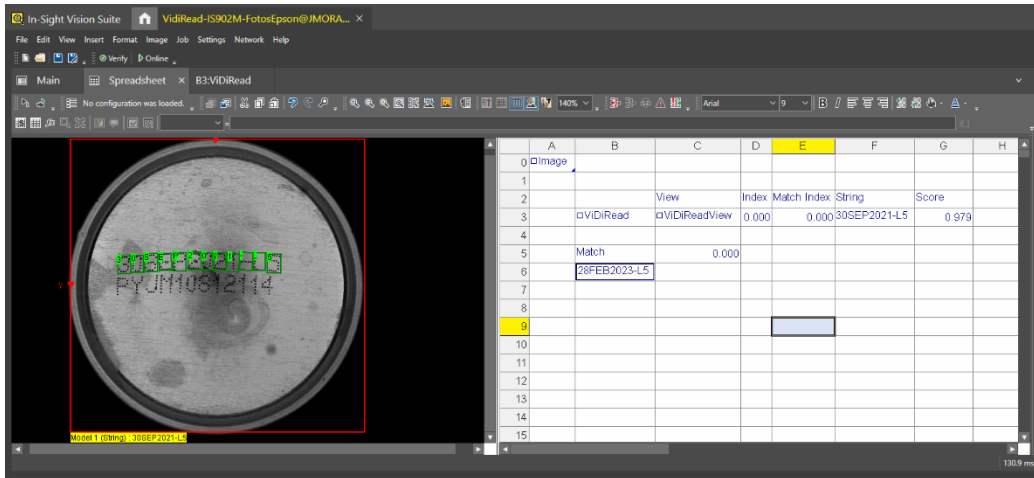 In-Sight Vision Suite VidiRead-IS902M-FotosEpson@JMORA... ×
File Edit View Insert Format Image Job Settings Network Help
Verify Online
Main Spreadsheet × B3:ViDiRead
No configuration was loaded. 140% Arial 9 B I A
=
A B C D E F G H
0 Image
1
2 View Index Match Index String Score
3 ViDiRead ViDiReadView 0.000 0.000 30SEP2021-L5 0.979
4
5 Match 0.000
6 28FEB2023-L5
7
8
9
10
11
12
13
14
15
30SEP2021-L5
PYJM10S12114
Model 1 (String) : 30SEP2021-L5
130.9 ms